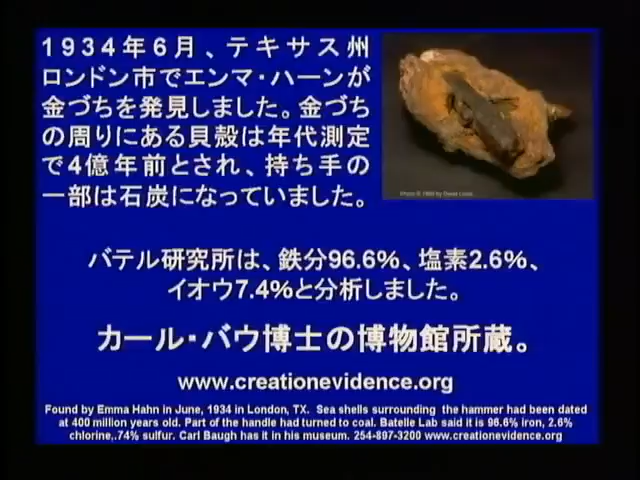 1934年6月、テキサス州
ロンドン市でエンマ・ハーンが
金づちを発見しました。金づち
の周りにある貝殻は年代測定
で4億年前とされ、持ち手の
一部は石炭になっていました。
バテル研究所は、鉄分96.6%、塩素2.6%、
イオウ7.4%と分析しました。
カール・バウ博士の博物館所蔵。
www.creationevidence.org
Found by Emma Hahn in June, 1934 in London, TX. Sea shells surrounding the hammer had been dated
at 400 million years old. Part of the handle had turned to coal. Batelle Lab said it is 96.6% iron, 2.6%
chlorine,.74% sulfur. Carl Baugh has it in his museum. 254-897-3200 www.creationevidence.org